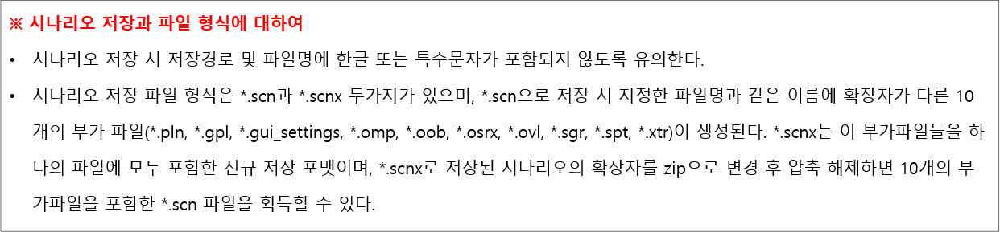 ※ 시나리오 저장과 파일 형식에 대하여
• 시나리오 저장 시 저장경로 및 파일명에 한글 또는 특수문자가 포함되지 않도록 유의한다.
• 시나리오 저장 파일 형식은 *.scn과 *.scnx 두가지가 있으며, *.scn으로 저장 시 지정한 파일명과 같은 이름에 확장자가 다른 10
개의 부가 파일(*.pln, *.gpl, *.gui_settings, *.omp, *.oob, *.osrx, *.ovl, *.sgr, *.spt, *.xtr)이 생성된다. *.scnx는 이 부가파일들을 하
나의 파일에 모두 포함한 신규 저장 포맷이며, *.scnx로 저장된 시나리오의 확장자를 zip으로 변경 후 압축 해제하면 10개의 부
가파일을 포함한 *.scn 파일을 획득할 수 있다.